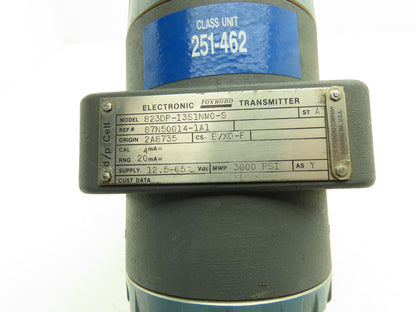 CLASS UNIT
251-462
ELECTRONIC FOXBORO TRANSMITTER
MODEL 823DP-I3S1NM0-S ST A
REF# 87N50014-1A1
ORIGIN 2A8735 CS- E/XD-F
CAL 4mA=
RNG 20mA=
SUPPLY 12.5-65- Vdc MWP 3000 PSI AS Y
CUST DATA
d/p Cell